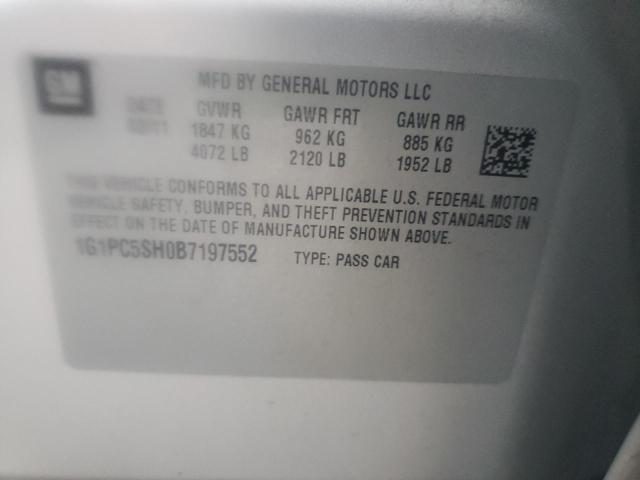 GM
MFD BY GENERAL MOTORS LLC
DATE GVWR GAWR FRT GAWR RR
03/11 1847 KG 962 KG 885 KG
4072 LB 2120 LB 1952 LB
THIS VEHICLE CONFORMS TO ALL APPLICABLE U.S. FEDERAL MOTOR
VEHICLE SAFETY, BUMPER, AND THEFT PREVENTION STANDARDS IN
EFFECT ON THE DATE OF MANUFACTURE SHOWN ABOVE.
1G1PC5SH0B7197552 TYPE: PASS CAR